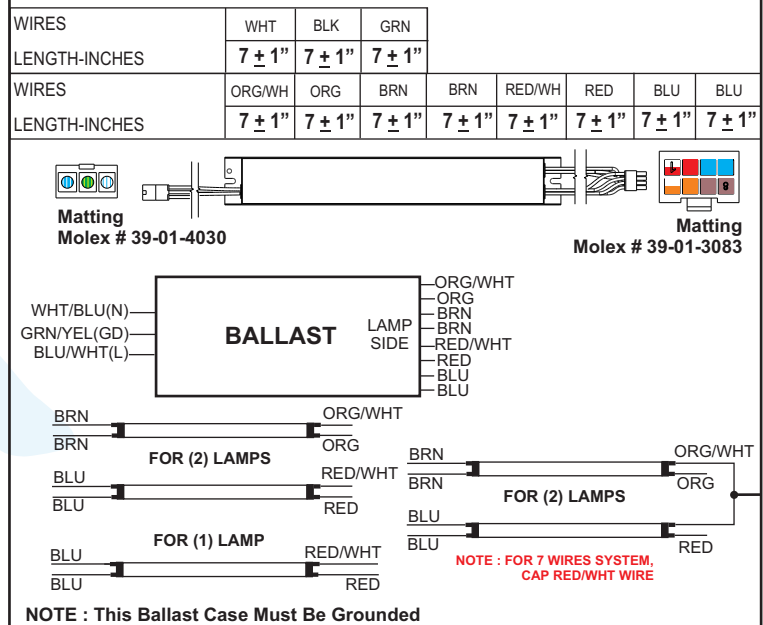 WIRES WHT BLK GRN
LENGTH-INCHES 7 ± 1” 7 ± 1” 7 ± 1”
WIRES ORG/WH ORG BRN BRN RED/WH RED BLU BLU
LENGTH-INCHES 7 ± 1” 7 ± 1” 7 ± 1” 7 ± 1” 7 ± 1” 7 ± 1” 7 ± 1” 7 ± 1”
1
8
Matting
Molex # 39-01-4030
Matting
Molex # 39-01-3083
WHT/BLU(N)
GRN/YEL(GD)
BLU/WHT(L)
BALLAST
LAMP
SIDE
ORG/WHT
ORG
BRN
BRN
RED/WHT
RED
BLU
BLU
BRN ORG/WHT
BRN ORG
FOR (2) LAMPS
BLU RED/WHT
BLU RED
FOR (1) LAMP
BLU RED/WHT
BLU RED
BRN ORG/WHT
BRN ORG
FOR (2) LAMPS
BLU
BLU RED
NOTE : FOR 7 WIRES SYSTEM,
CAP RED/WHT WIRE
NOTE : This Ballast Case Must Be Grounded